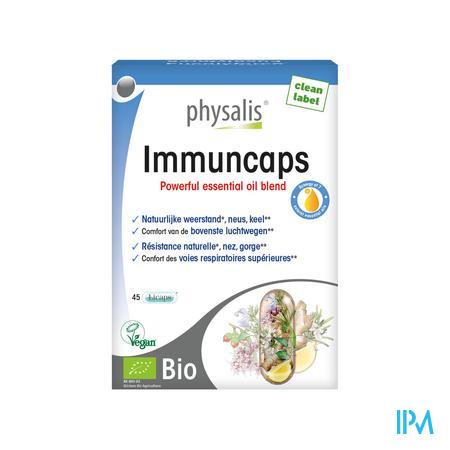 physalis®
clean
label
Immuncaps
Powerful essential oil blend
✓ Natuurlijke weerstand*, neus, keel**
✓ Comfort van de bovenste luchtwegen**
✓ Résistance naturelle*, nez, gorge**
✓ Confort des voies respiratoires supérieures**
45 Licaps
Vegan
Bio
IPM